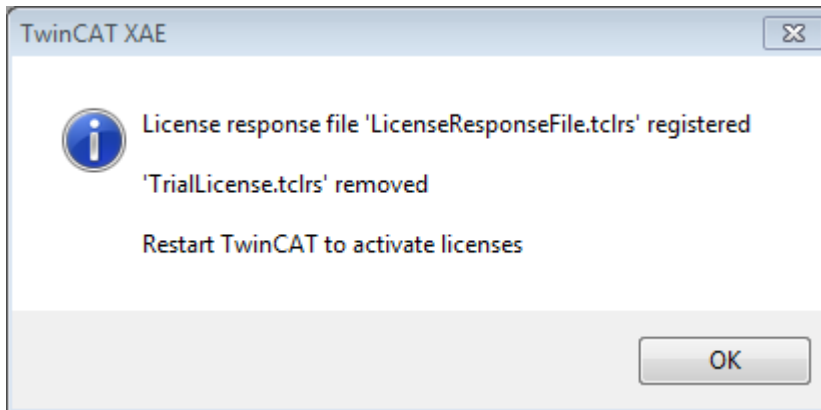 TwinCAT XAE
License response file 'LicenseResponseFile.tclrs' registered
'TrialLicense.tclrs' removed
Restart TwinCAT to activate licenses
OK